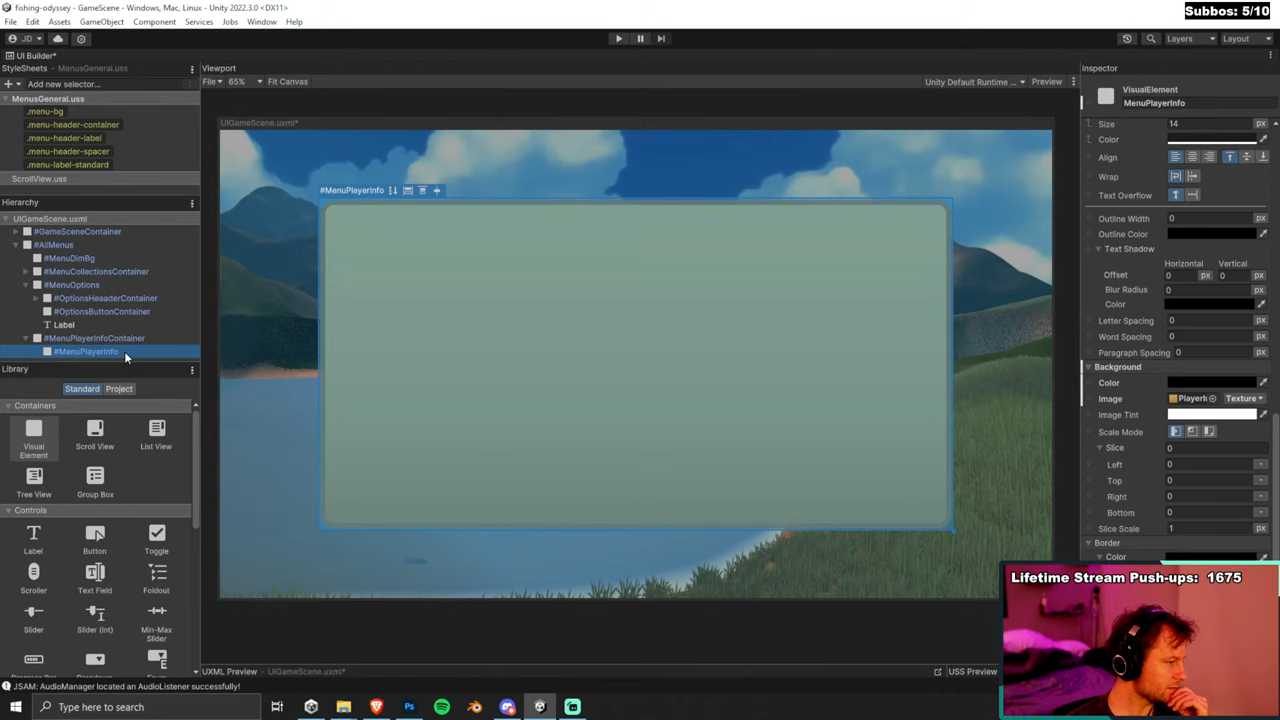 fishing-odyssey - GameScene - Windows, Mac, Linux - Unity 2022.3.0 <DX11>
Subbos: 5/10
File Edit Assets GameObject Component Services Jobs Window Help
JD
Layers Layout
UI Builder*
StyleSheets MenusGeneral.uss
Viewport
Inspector
Add new selector...
File 65% Fit Canvas
Unity Default Runtime ... Preview
MenusGeneral.uss
.menu-bg
.menu-header-container
.menu-header-label
.menu-header-spacer
.menu-label-standard
ScrollView.uss
Hierarchy
UIGameScene.uxml
#GameSceneContainer
#AllMenus
#MenuDimBg
#MenuCollectionsContainer
#MenuOptions
#OptionsHeaaderContainer
#OptionsButtonContainer
Label
#MenuPlayerInfoContainer
#MenuPlayerInfo
Library
Standard Project
Containers
Visual Element
Scroll View
List View
Tree View
Group Box
Controls
Label
Button
Toggle
Scroller
Text Field
Foldout
Slider
Slider (Int)
Min-Max Slider
UIGameScene.uxml*
#MenuPlayerInfo
UXML Preview UIGameScene.uxml*
USS Preview
VisualElement
MenuPlayerInfo
Size 14 px
Color
Align
Wrap
Text Overflow
Outline Width 0 px
Outline Color
Text Shadow
Horizontal Vertical
Offset 0 px 0 px
Blur Radius 0 px
Color
Letter Spacing 0 px
Word Spacing 0 px
Paragraph Spacing 0 px
Background
Color
Image PlayerI Texture
Image Tint
Scale Mode
Slice 0
Left 0 -
Top 0 -
Right 0 -
Bottom 0 -
Slice Scale 1 px
Border
Color
Lifetime Stream Push-ups: 1675
JSAM: AudioManager located an AudioListener successfully!
Type here to search